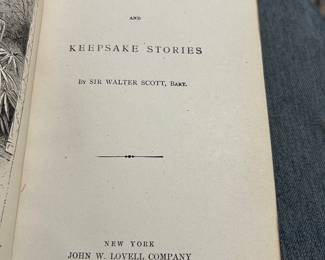 AND
KEEPSAKE STORIES
BY SIR WALTER SCOTT, BART.
NEW YORK
JOHN W. LOVELL COMPANY